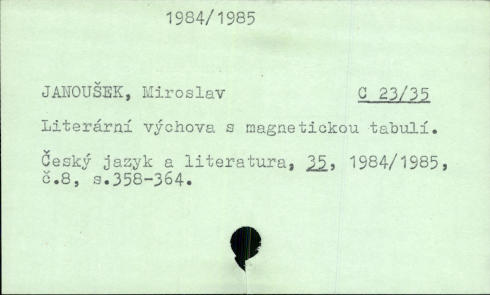 1984/1985
JANOUŠEK, Miroslav C 23/35
Literární výchova s magnetickou tabulí.
Český jazyk a literatura, 35, 1984/1985,
č.8, s.358-364.